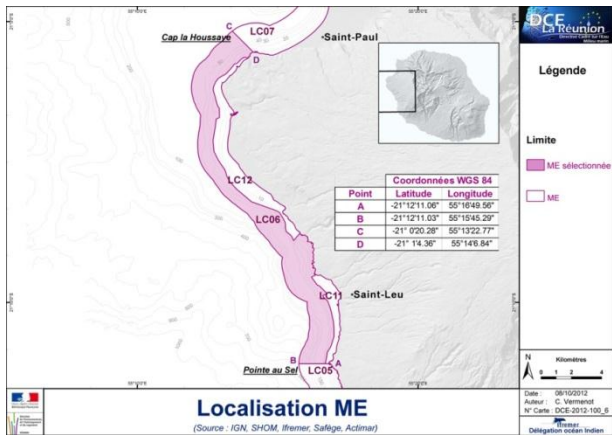 C
LC07
Cap la Houssaye
Saint-Paul
D
LC12
LC06
LC11
Saint-Leu
B
A
LC05
Pointe au Sel
Coordonnées WGS 84
Point Latitude Longitude
A -21°12'11.06" 55°16'49.56"
B -21°12'11.03" 55°15'45.29"
C -21° 0'20.28" 55°13'22.77"
D -21° 1'4.36" 55°14'6.84"
DCE
La Réunion
Légende
Limite
ME sélectionnée
ME
N
Kilomètres
0 1 2 4
Localisation ME
(Source : IGN, SHOM, Ifremer, Safège, Actimar)
Date : 08/10/2012
Auteur : C. Vermenot
N° Carte : DCE-2012-100_6
Ifremer
Délégation océan Indien